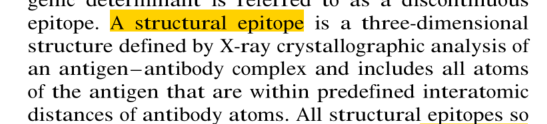 genic determinant is referred to as a discontinuous
epitope. A structural epitope is a three-dimensional
structure defined by X-ray crystallographic analysis of
an antigen–antibody complex and includes all atoms
of the antigen that are within predefined interatomic
distances of antibody atoms. All structural epitopes so